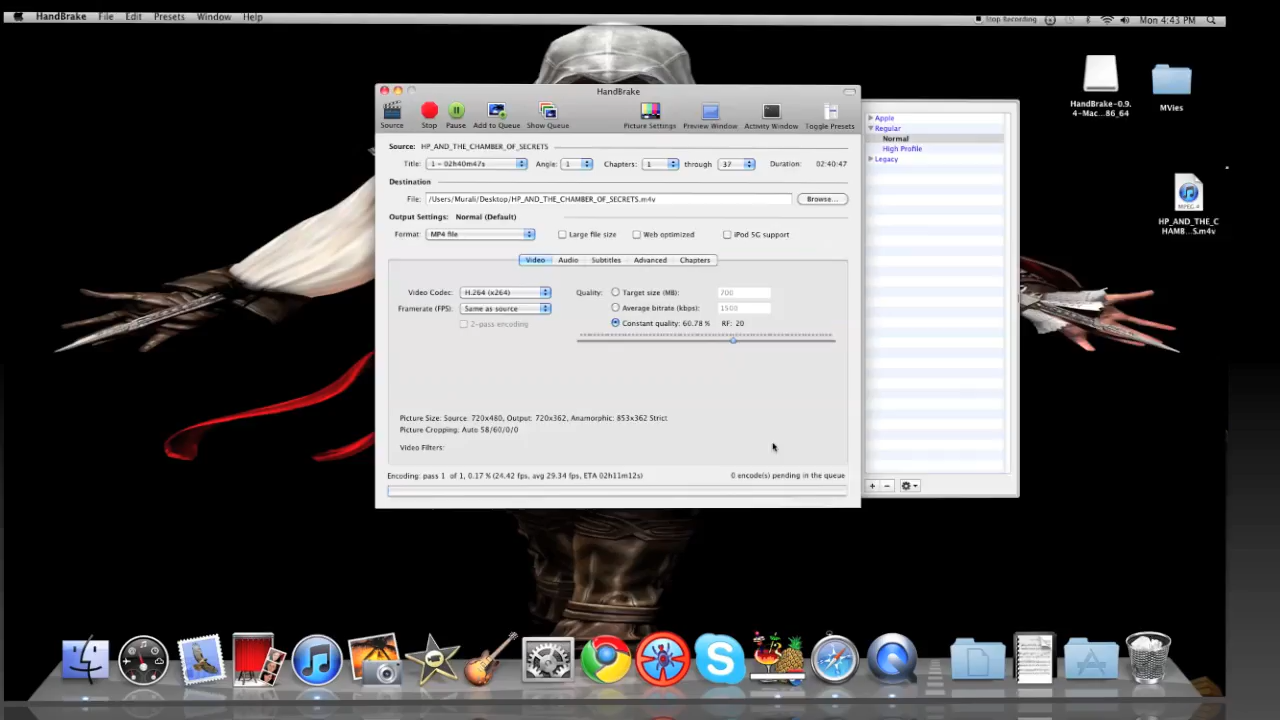 HandBrake File Edit Presets Window Help
Stop Recording Mon 4:43 PM
HandBrake
Source Stop Pause Add to Queue Show Queue Picture Settings Preview Window Activity Window Toggle Presets
Source: HP_AND_THE_CHAMBER_OF_SECRETS
Title: 1 - 02h40m47s Angle: 1 Chapters: 1 through 37 Duration: 02:40:47
Destination
File: /Users/Murali/Desktop/HP_AND_THE_CHAMBER_OF_SECRETS.m4v Browse...
Output Settings: Normal (Default)
Format: MP4 file Large file size Web optimized iPod 5G support
Video Audio Subtitles Advanced Chapters
Video Codec: H.264 (x264) Quality: Target size (MB): 700
Average bitrate (kbps): 1500
Framerate (FPS): Same as source
Constant quality: 60.78 % RF: 20
2-pass encoding
Picture Size: Source: 720x480, Output: 720x362, Anamorphic: 853x362 Strict
Picture Cropping: Auto 58/60/0/0
Video Filters:
Encoding: pass 1 of 1, 0.17 % (24.42 fps, avg 29.34 fps, ETA 02h11m12s) 0 encode(s) pending in the queue
Apple
Regular
Normal
High Profile
Legacy
HandBrake-0.9.
4-Mac...86_64
MVies
MPEG-4
HP_AND_THE_C
HAMB...S.m4v